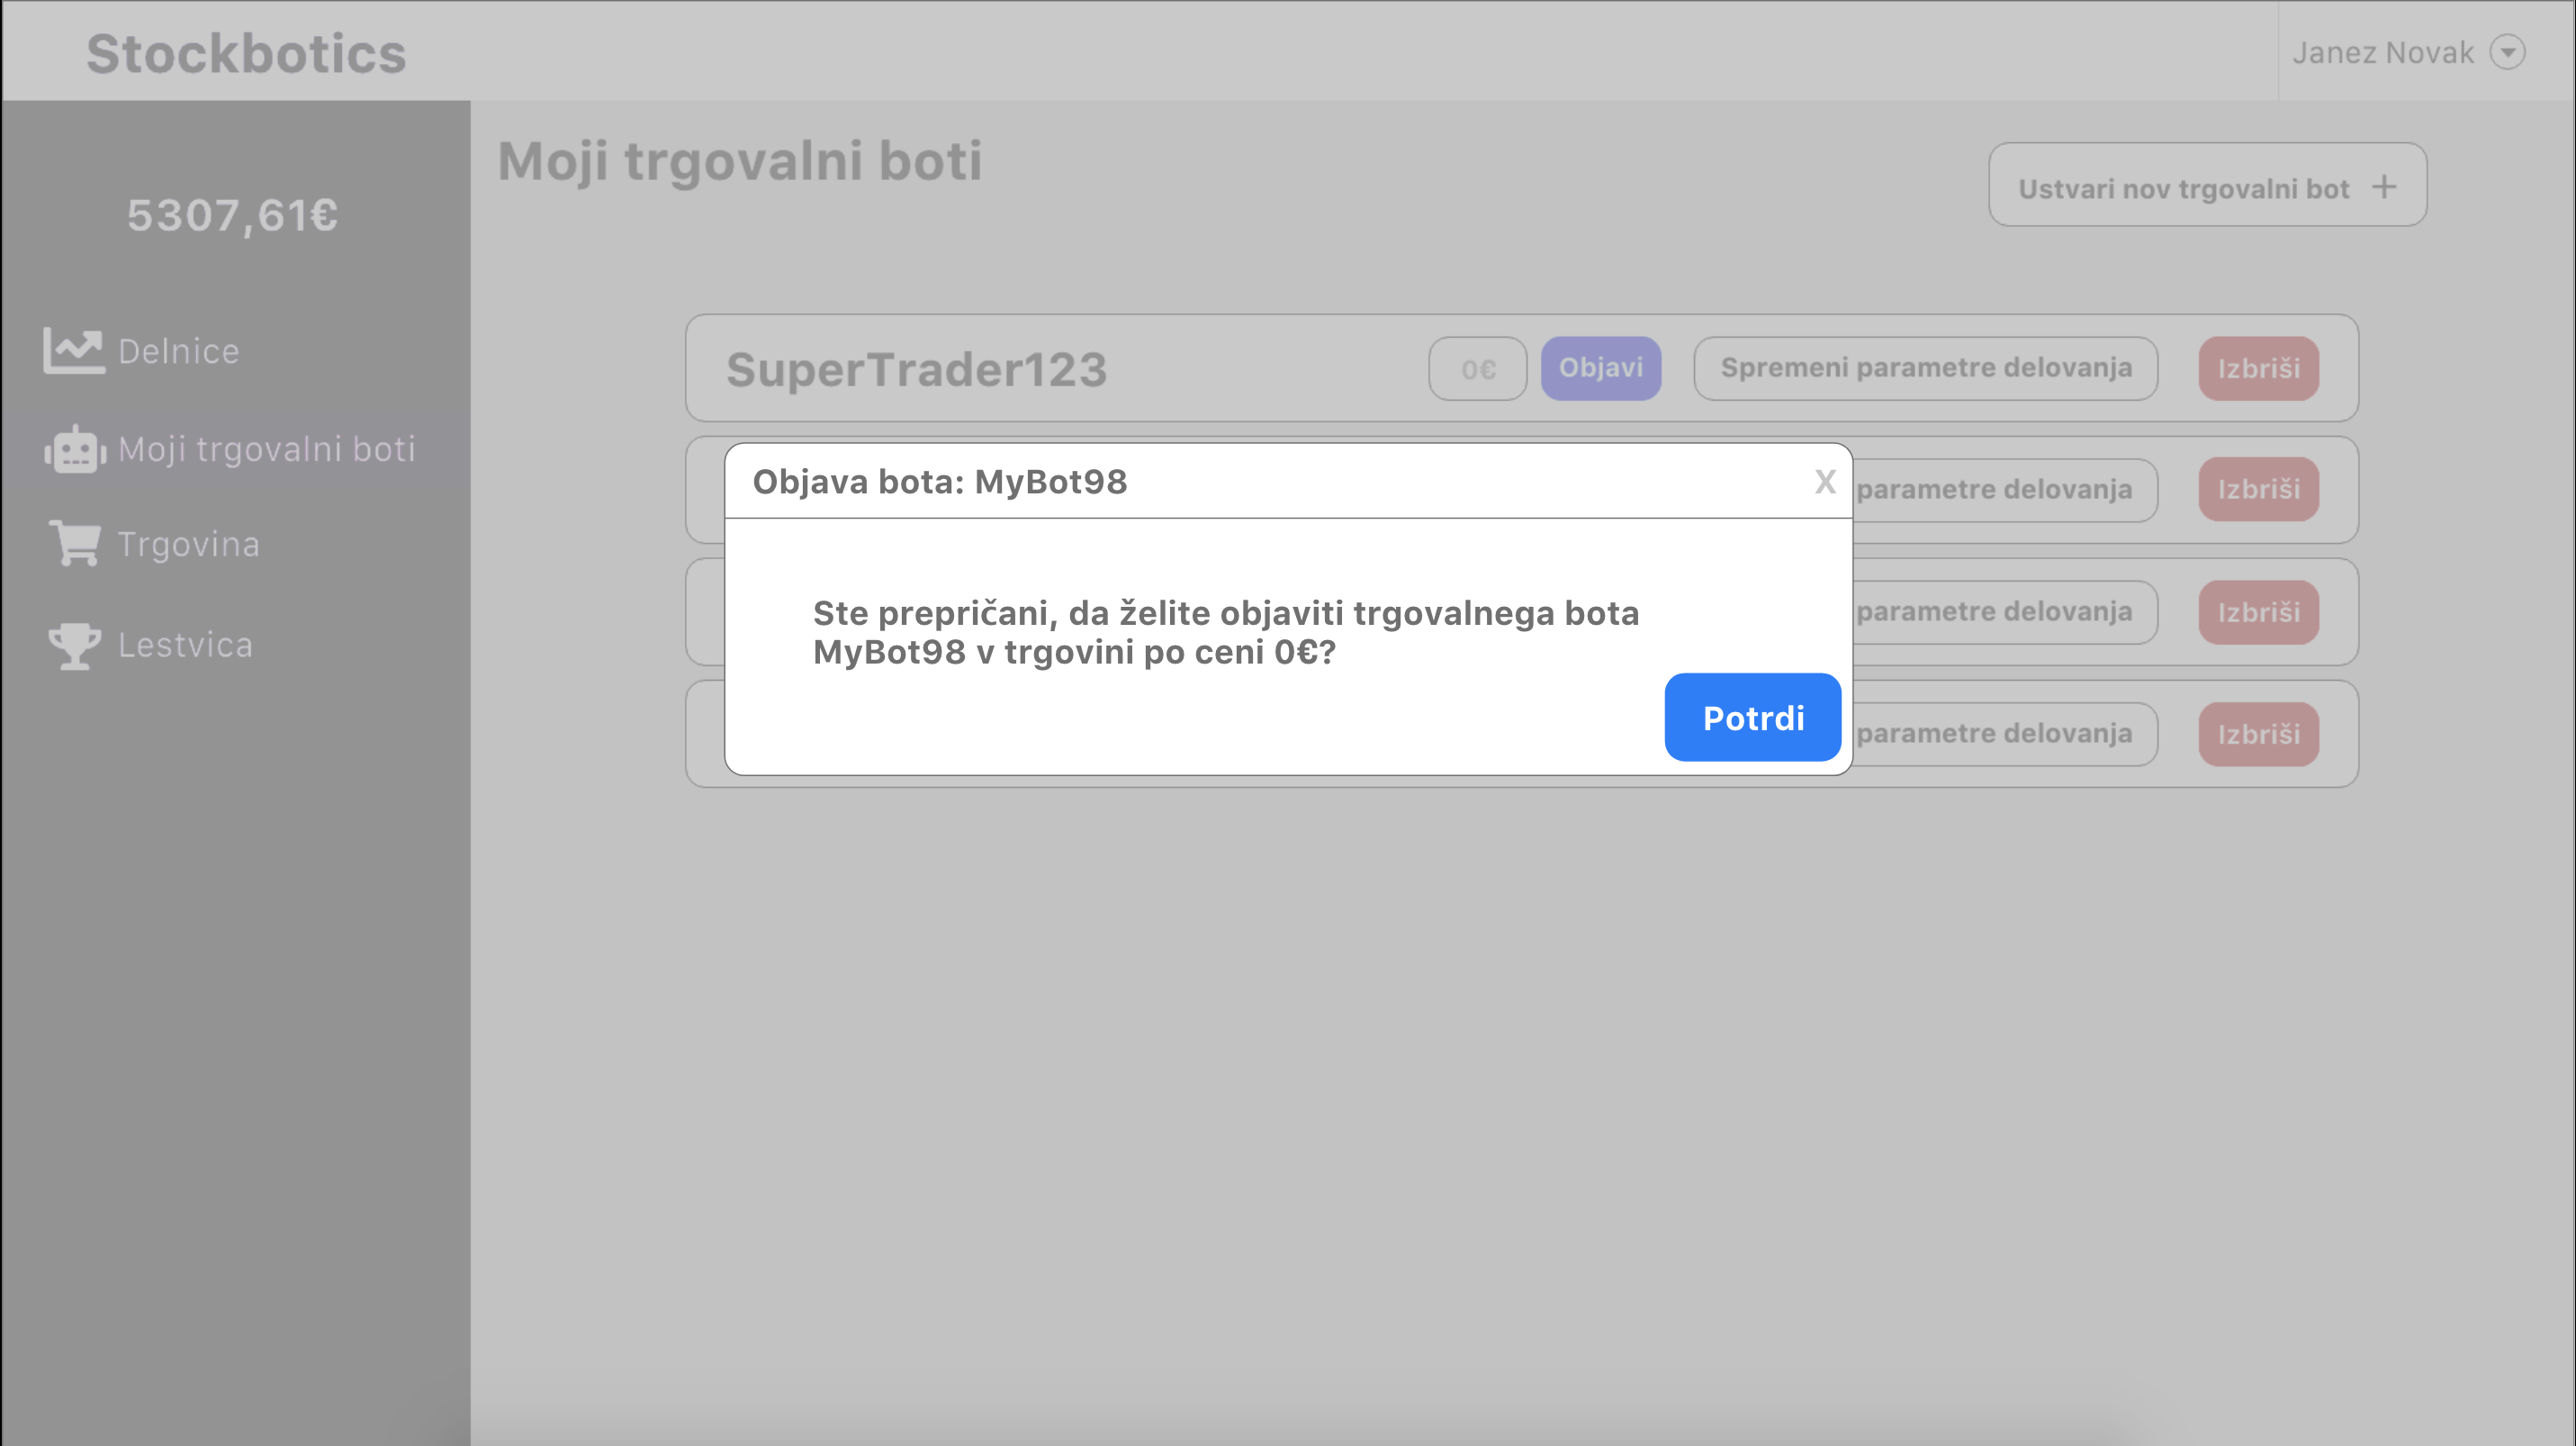 Stockbotics
Janez Novak
5307,61€
Delnice
Moji trgovalni boti
Trgovina
Lestvica
Moji trgovalni boti
Ustvari nov trgovalni bot +
SuperTrader123
0€
Objavi
Spremeni parametre delovanja
Izbriši
parametre delovanja
Izbriši
parametre delovanja
Izbriši
parametre delovanja
Izbriši
Objava bota: MyBot98
X
Ste prepričani, da želite objaviti trgovalnega bota
MyBot98 v trgovini po ceni 0€?
Potrdi